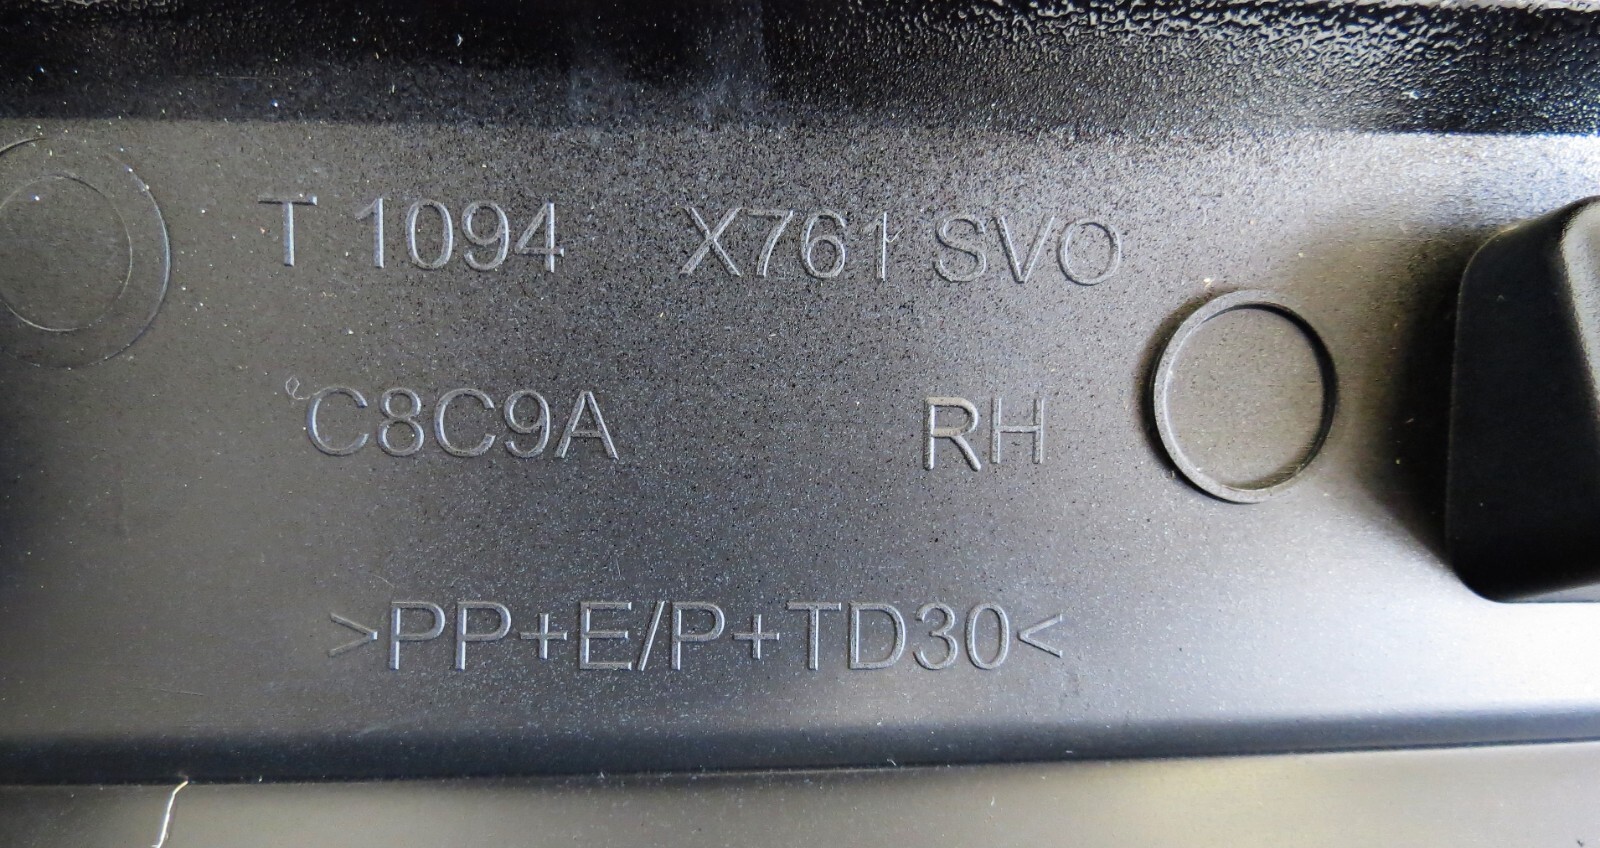 T 1094 X761 SVO
C8C9A RH
>PP+E/P+TD30<